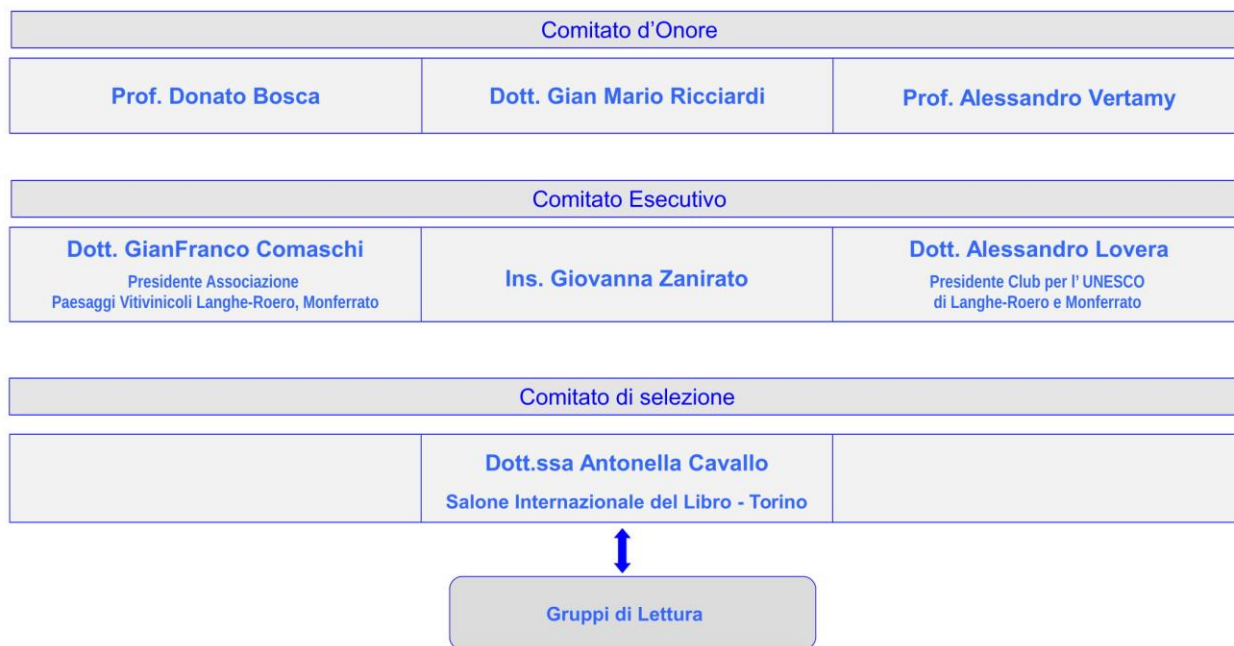 Comitato d'Onore
Prof. Donato Bosca
Dott. Gian Mario Ricciardi
Prof. Alessandro Vertamy
Comitato Esecutivo
Dott. GianFranco Comaschi
Presidente Associazione
Paesaggi Vitivinicoli Langhe-Roero, Monferrato
Ins. Giovanna Zanirato
Dott. Alessandro Lovera
Presidente Club per l' UNESCO
di Langhe-Roero e Monferrato
Comitato di selezione
Dott.ssa Antonella Cavallo
Salone Internazionale del Libro - Torino
Gruppi di Lettura